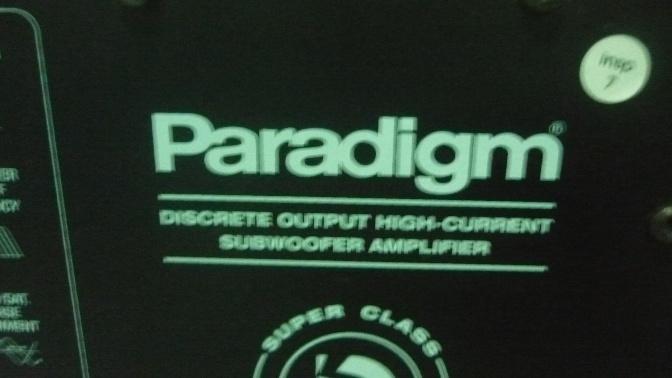 insp
7
Paradigm®
DISCRETE OUTPUT HIGH-CURRENT
SUBWOOFER AMPLIFIER
SUPER CLASS